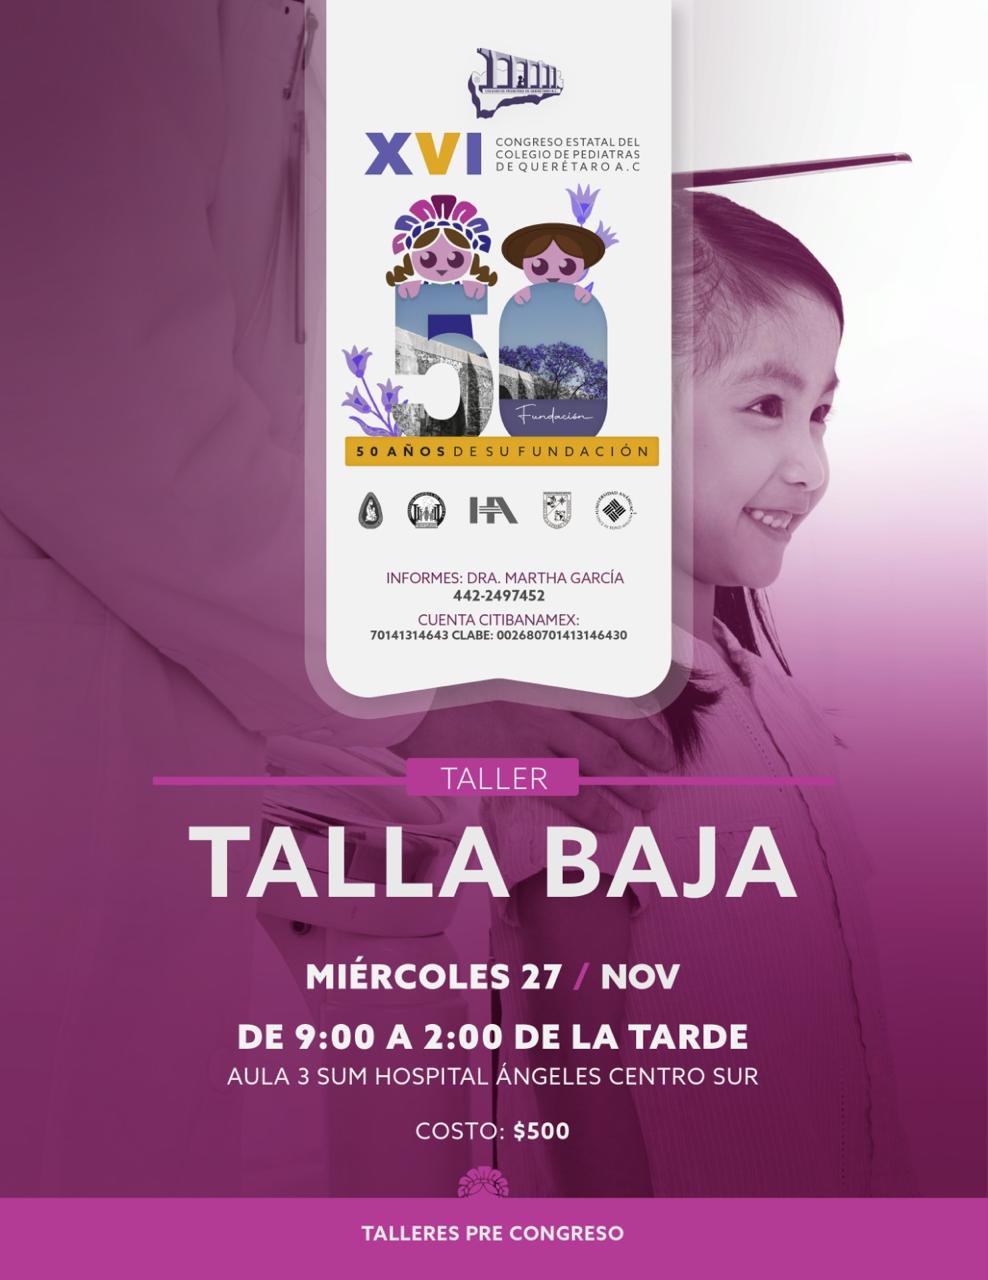 XVI
CONGRESO ESTATAL DEL
COLEGIO DE PEDIATRAS
DE QUERÉTARO A.C
50
Fundación
50 AÑOS DE SU FUNDACIÓN
INFORMES: DRA. MARTHA GARCÍA
442-2497452
CUENTA CITIBANAMEX:
70141314643 CLABE: 002680701413146430
TALLER
TALLA BAJA
MIÉRCOLES 27 / NOV
DE 9:00 A 2:00 DE LA TARDE
AULA 3 SUM HOSPITAL ÁNGELES CENTRO SUR
COSTO: $500
TALLERES PRE CONGRESO